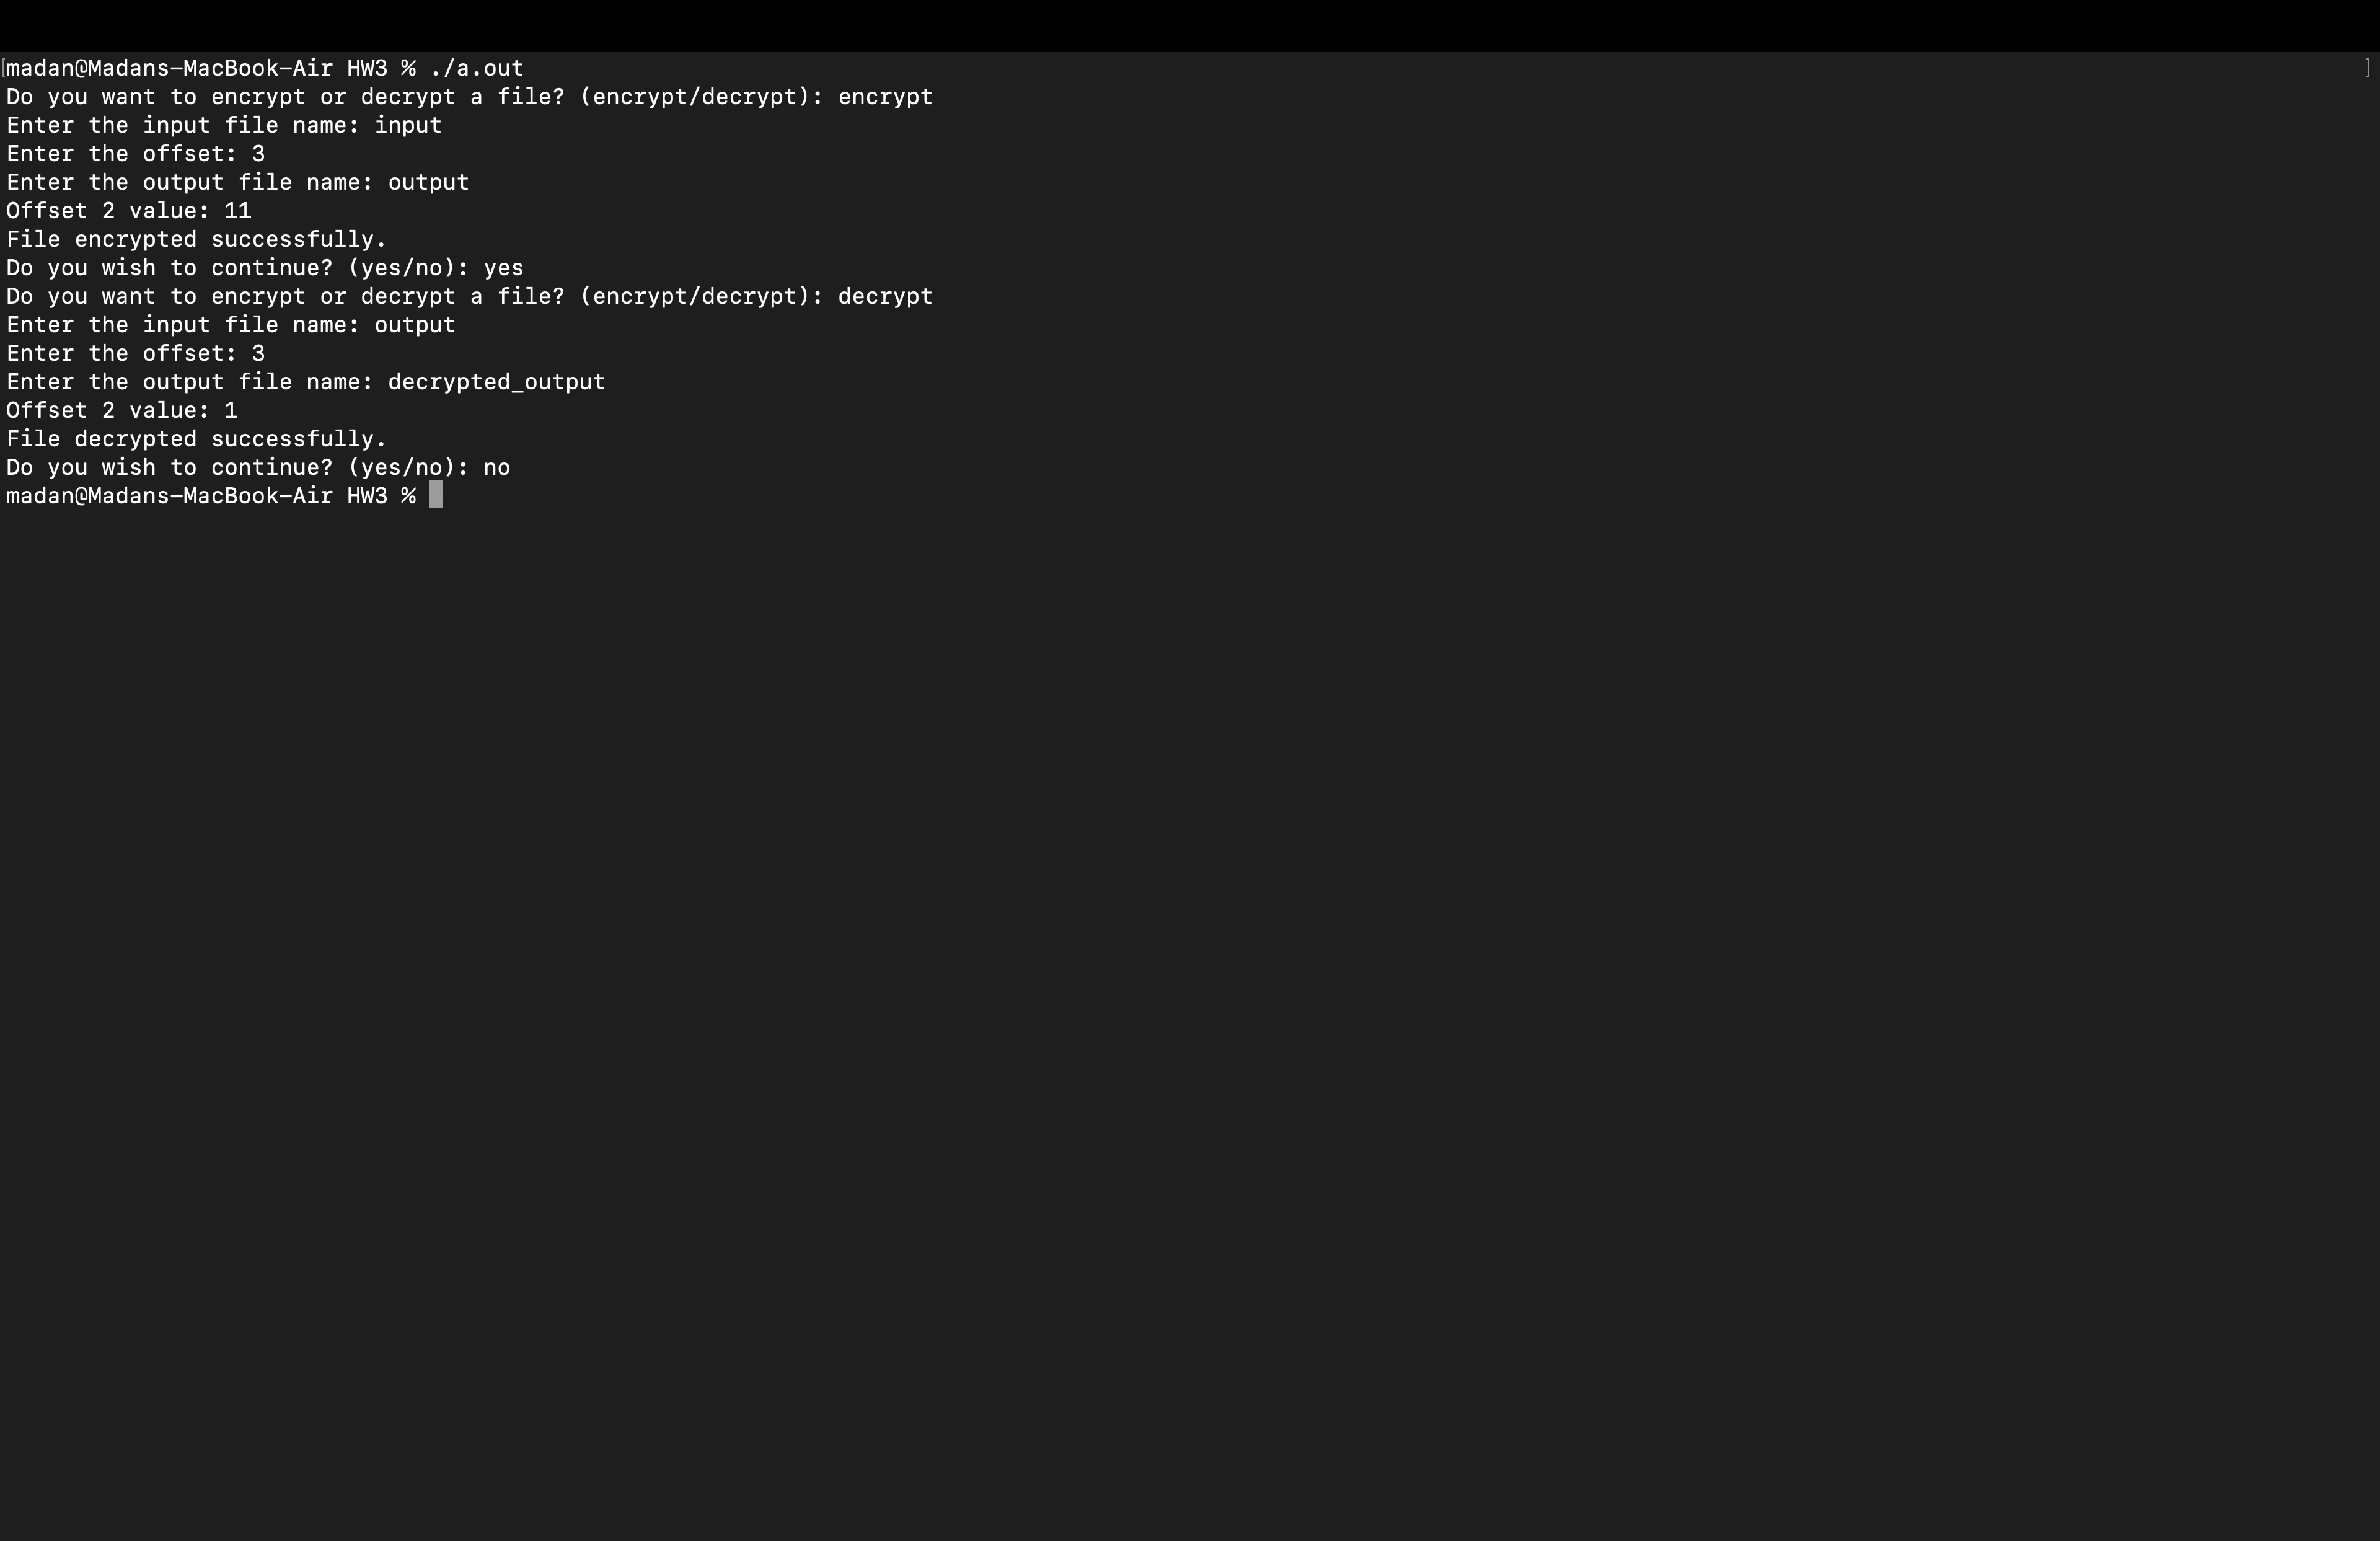 [madan@Madans-MacBook-Air HW3 % ./a.out ]
Do you want to encrypt or decrypt a file? (encrypt/decrypt): encrypt
Enter the input file name: input
Enter the offset: 3
Enter the output file name: output
Offset 2 value: 11
File encrypted successfully.
Do you wish to continue? (yes/no): yes
Do you want to encrypt or decrypt a file? (encrypt/decrypt): decrypt
Enter the input file name: output
Enter the offset: 3
Enter the output file name: decrypted_output
Offset 2 value: 1
File decrypted successfully.
Do you wish to continue? (yes/no): no
madan@Madans-MacBook-Air HW3 %